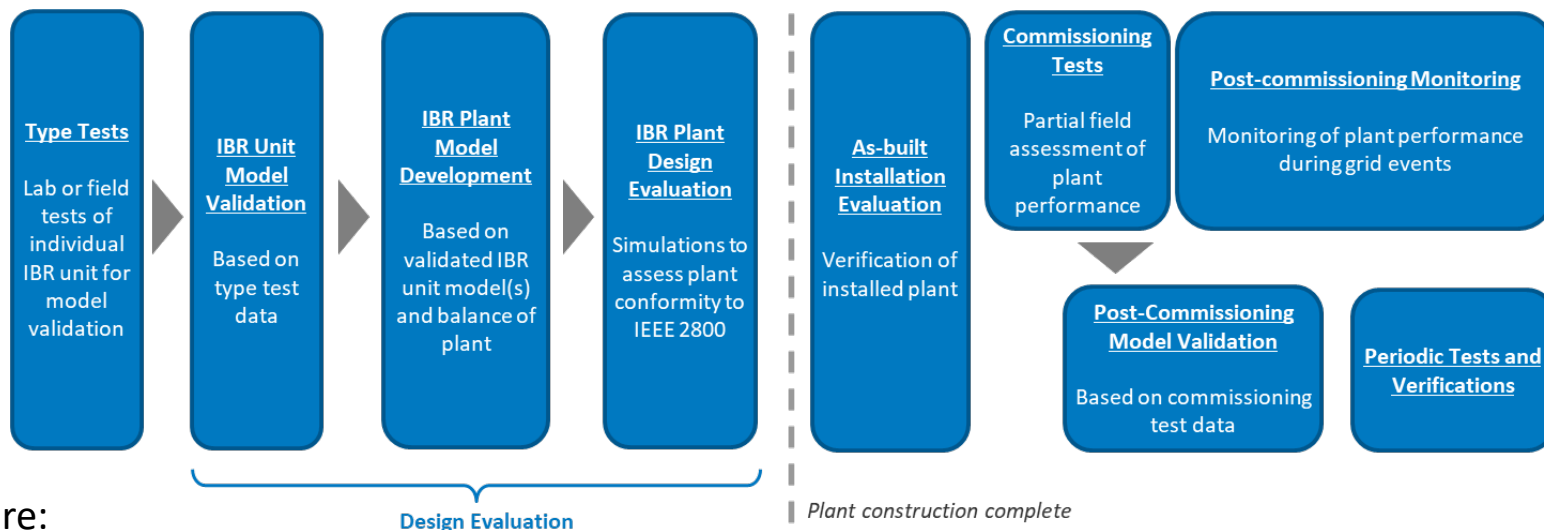 Type Tests
Lab or field
tests of
individual
IBR unit for
model
validation
IBR Unit
Model
Validation
Based on
type test
data
IBR Plant
Model
Development
Based on
validated IBR
unit model(s)
and balance of
plant
IBR Plant
Design
Evaluation
Simulations to
assess plant
conformity to
IEEE 2800
Design Evaluation
As-built
Installation
Evaluation
Verification of
installed plant
Commissioning
Tests
Partial field
assessment of
plant
performance
Post-commissioning Monitoring
Monitoring of plant performance
during grid events
Post-Commissioning
Model Validation
Based on commissioning
test data
Periodic Tests and
Verifications
Plant construction complete
re: